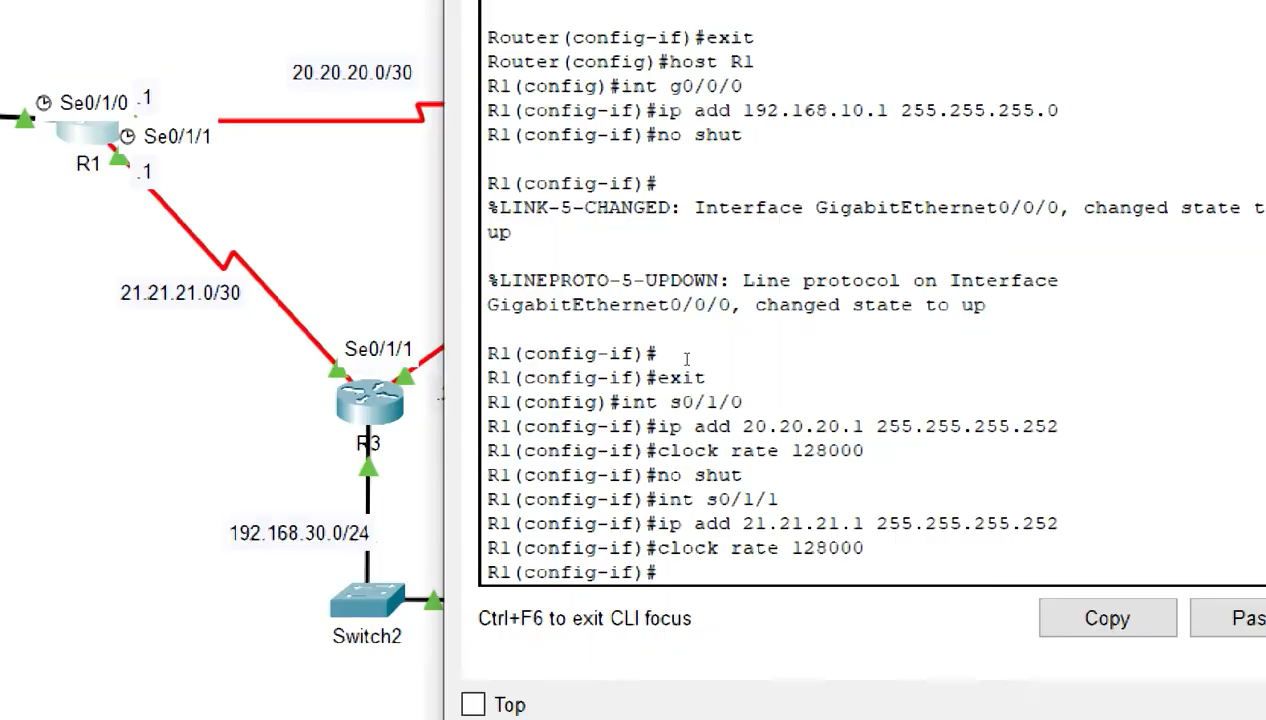 20.20.20.0/30
Se0/1/0 .1
Se0/1/1
R1
.1
21.21.21.0/30
Se0/1/1
R3
192.168.30.0/24
Switch2
Router(config-if)#exit
Router(config)#host R1
R1(config)#int g0/0/0
R1(config-if)#ip add 192.168.10.1 255.255.255.0
R1(config-if)#no shut
R1(config-if)#
%LINK-5-CHANGED: Interface GigabitEthernet0/0/0, changed state t
up
%LINEPROTO-5-UPDOWN: Line protocol on Interface
GigabitEthernet0/0/0, changed state to up
R1(config-if)#
R1(config-if)#exit
R1(config)#int s0/1/0
R1(config-if)#ip add 20.20.20.1 255.255.255.252
R1(config-if)#clock rate 128000
R1(config-if)#no shut
R1(config-if)#int s0/1/1
R1(config-if)#ip add 21.21.21.1 255.255.255.252
R1(config-if)#clock rate 128000
R1(config-if)#
Ctrl+F6 to exit CLI focus
Copy
Pas
Top